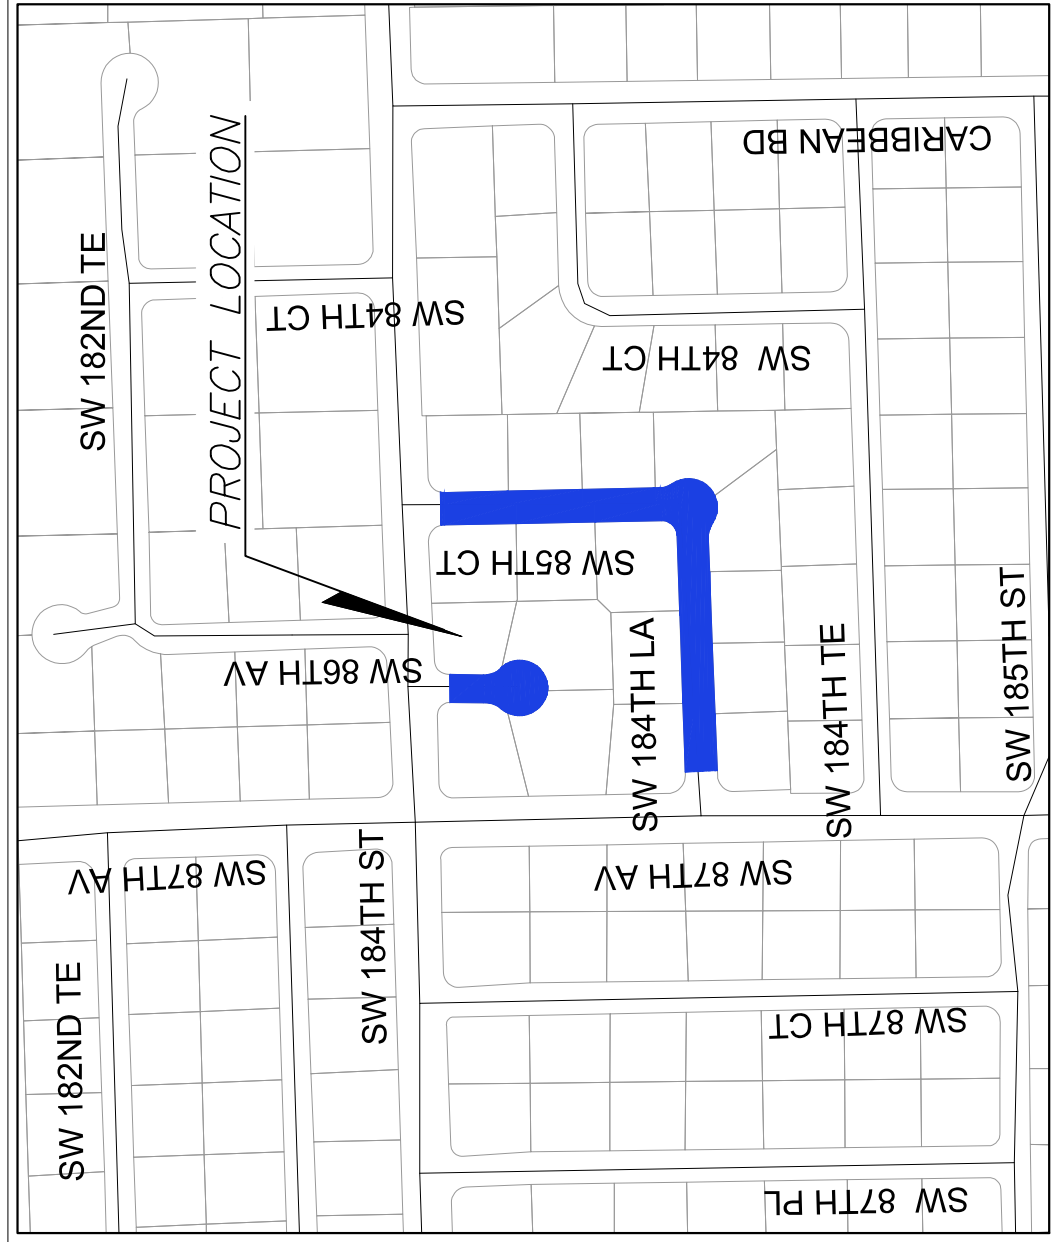 CARIBBEAN BD
PROJECT LOCATION
SW 182ND TE
SW 84TH CT
SW 84TH CT
SW 85TH CT
SW 86TH AV
SW 184TH LA
SW 184TH TE
SW 185TH ST
SW 87TH AV
SW 184TH ST
SW 87TH AV
SW 182ND TE
SW 87TH CT
SW 87TH PL